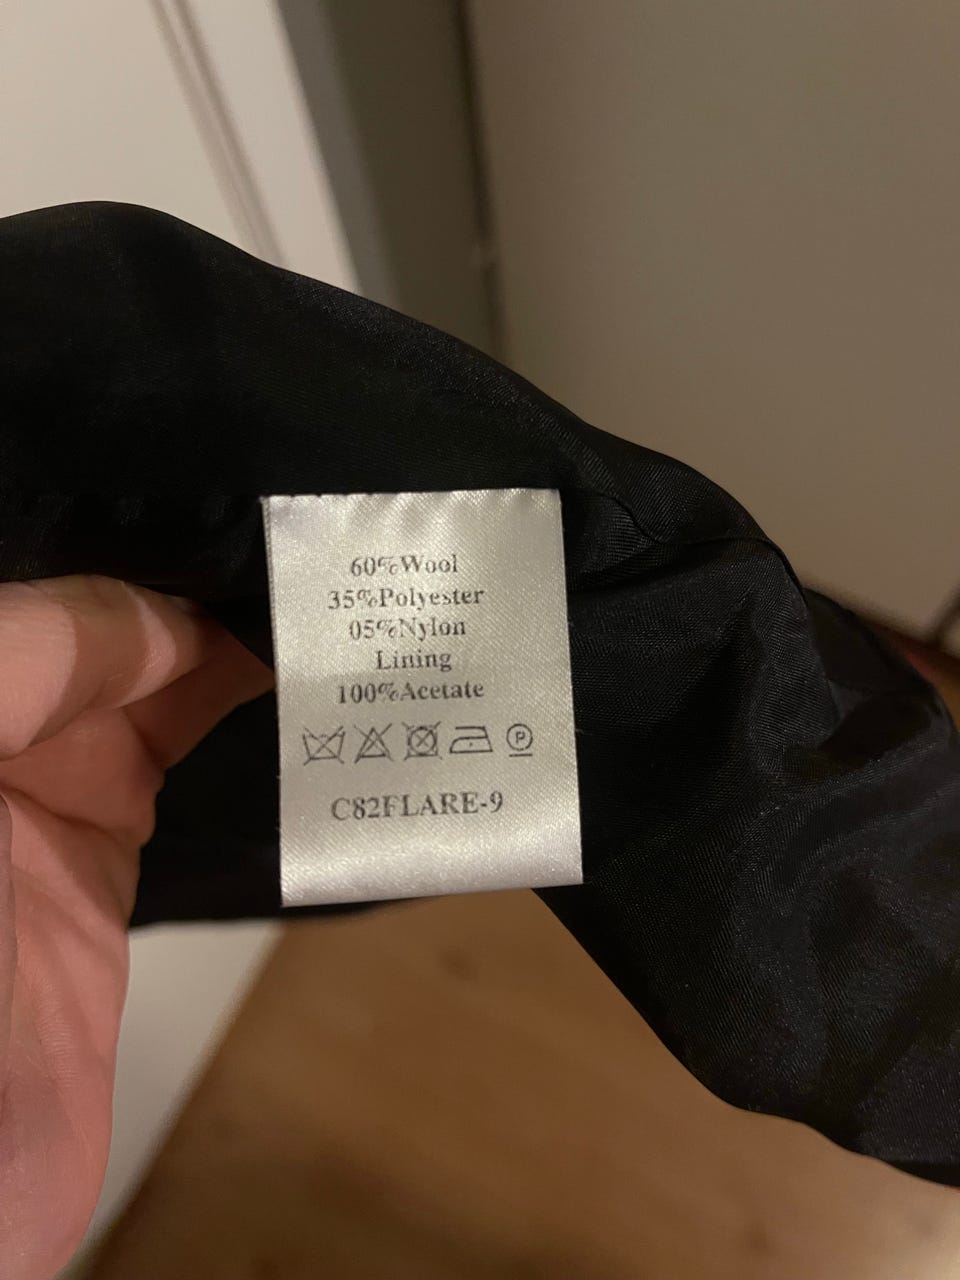 60%Wool
35%Polyester
05%Nylon
Lining
100%Acetate
P
C82FLARE-9